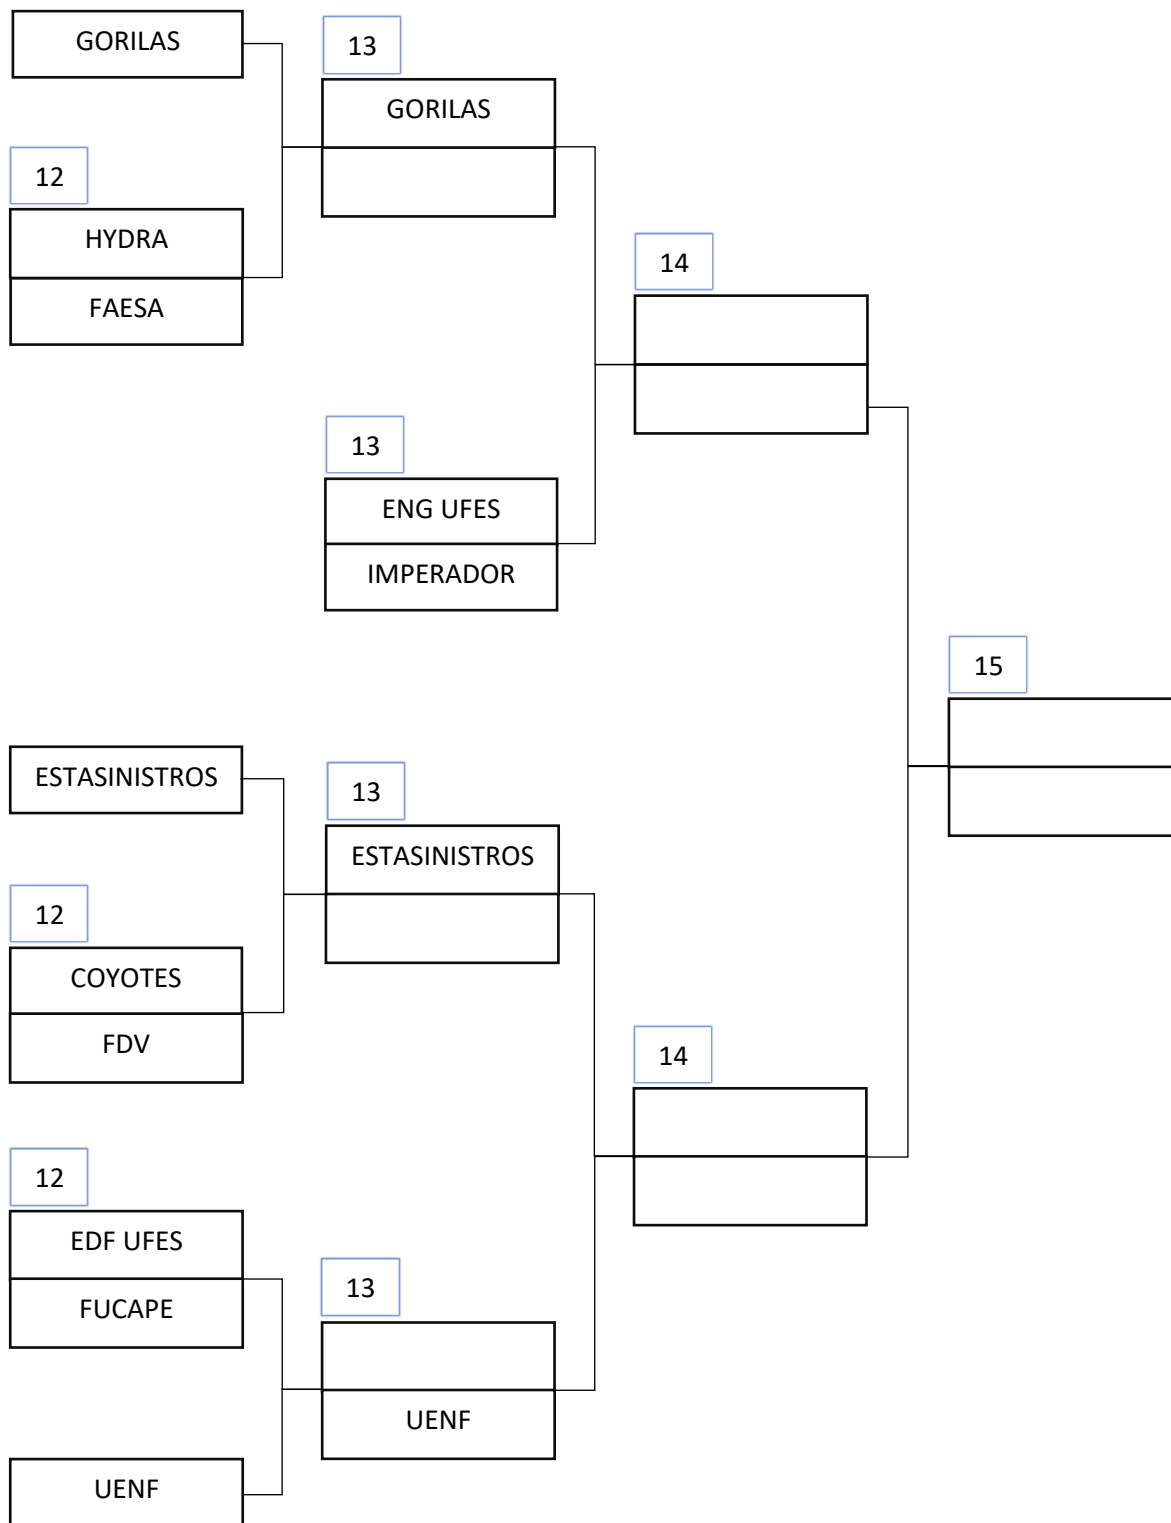 GORILAS
13
GORILAS
12
HYDRA
FAESA
14
13
ENG UFES
IMPERADOR
15
ESTASINISTROS
13
ESTASINISTROS
12
COYOTES
FDV
14
12
EDF UFES
FUCAPE
13
UENF
UENF